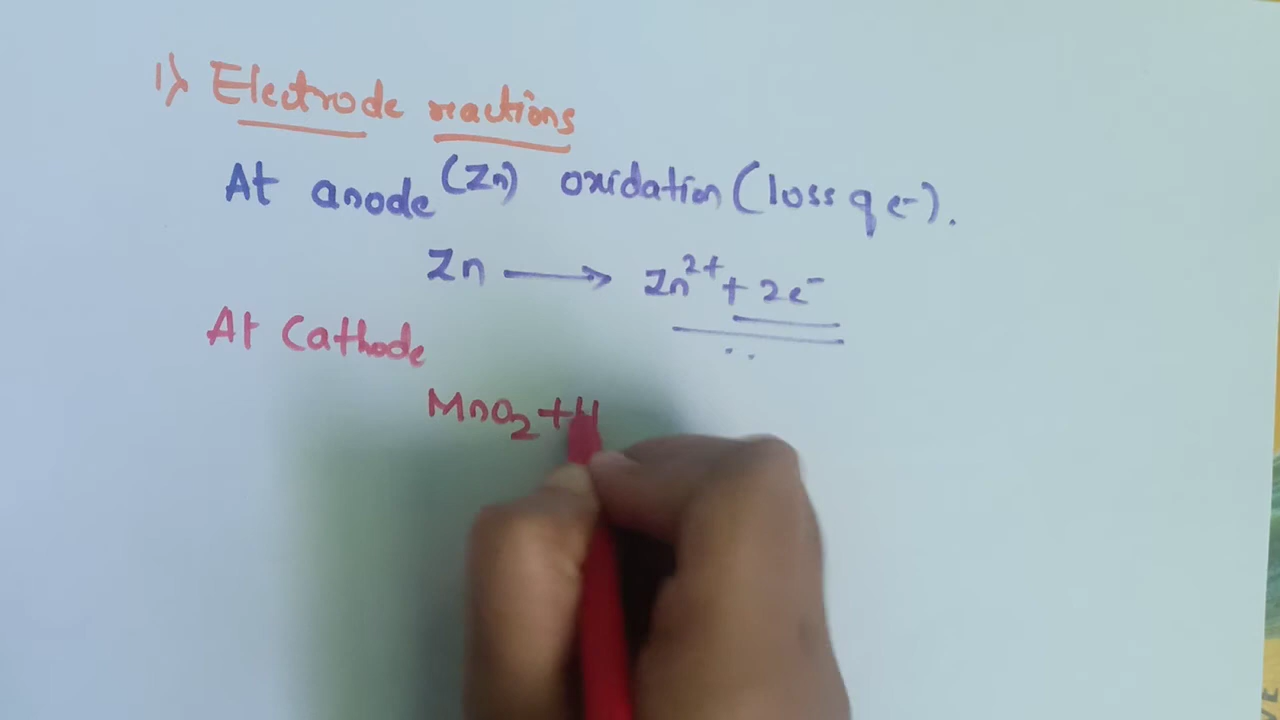 1) Electrode reactions
At anode (Zn) oxidation (loss of e-).
Zn → Zn²⁺ + 2e⁻
At Cathode
MnO₂ + H